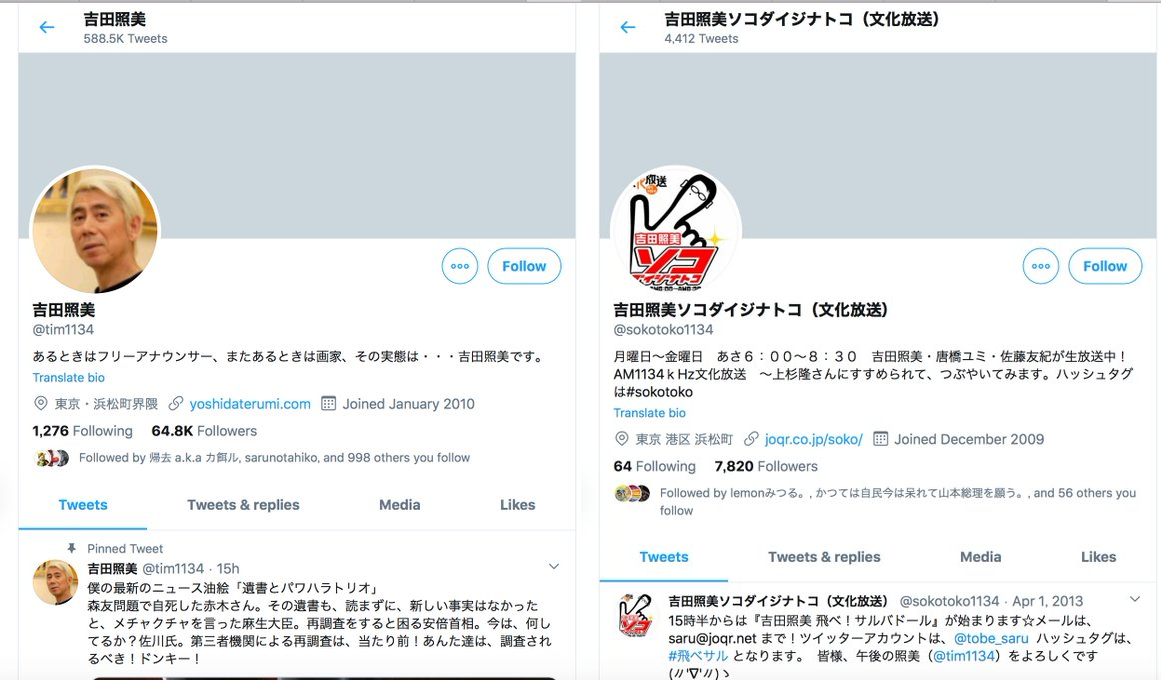 吉田照美
588.5K Tweets
Follow
吉田照美
@tim1134
あるときはフリーアナウンサー、またあるときは画家、その実態は・・・吉田照美です。
Translate bio
東京・浜松町界隈 yoshidaterumi.com Joined January 2010
1,276 Following 64.8K Followers
Followed by 帰去 a.k.a カ餌ル, sarunotahiko, and 998 others you follow
Tweets Tweets & replies Media Likes
Pinned Tweet
吉田照美 @tim1134 · 15h
僕の最新のニュース油絵「遺書とパワハラトリオ」
森友問題で自死した赤木さん。その遺書も、読まずに、新しい事実はなかった
と、メチャクチャを言った麻生大臣。再調査をすると困る安倍首相。今は、何し
てるか？佐川氏。第三者機関による再調査は、当たり前！あんた達は、調査され
るべき！ドンキー！
吉田照美ソコダイジナトコ（文化放送）
4,412 Tweets
放送
吉田照美
ソコ
Follow
吉田照美ソコダイジナトコ（文化放送）
@sokotoko1134
月曜日〜金曜日　あさ６：００〜８：３０　吉田照美・唐橋ユミ・佐藤友紀が生放送中！
AM1134ｋHz文化放送　〜上杉隆さんにすすめられて、つぶやいてみます。ハッシュタグ
は#sokotoko
Translate bio
東京 港区 浜松町 joqr.co.jp/soko/ Joined December 2009
64 Following 7,820 Followers
Followed by lemonみつる。, かつては自民今は呆れて山本総理を願う。, and 56 others you
follow
Tweets Tweets & replies Media Likes
吉田照美ソコダイジナトコ（文化放送） @sokotoko1134 · Apr 1, 2013
15時半からは『吉田照美 飛べ！サルバドール』が始まります☆メールは、
saru@joqr.net まで！ツイッターアカウントは、@tobe_saru ハッシュタグは、
#飛べサル となります。 皆様、午後の照美（@tim1134）をよろしくです
(〃'∇'〃)ゝ